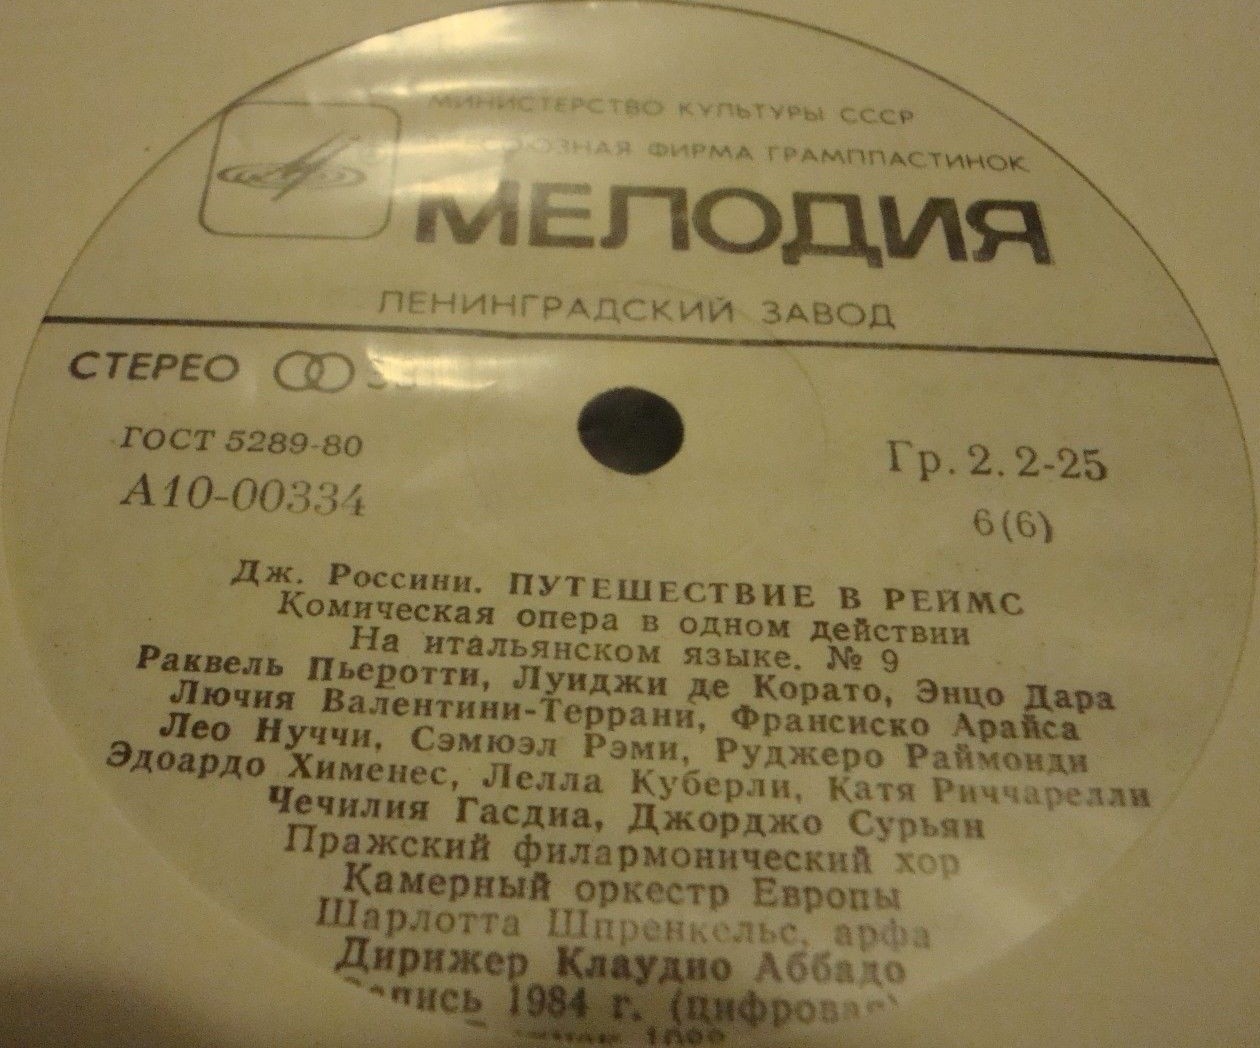 МИНИСТЕРСТВО КУЛЬТУРЫ СССР
ФИРМА ГРАМПЛАСТИНОК
МЕЛОДИЯ
ЛЕНИНГРАДСКИЙ ЗАВОД
СТЕРЕО
ГОСТ 5289-80
Гр. 2. 2-25
А10-00334
6(6)
Дж. Россини. ПУТЕШЕСТВИЕ В РЕЙМС
Комическая опера в одном действии
На итальянском языке. № 9
Раквель Пьеротти, Луиджи де Корато, Энцо Дара
Лючия Валентини-Террани, Франсиско Арайса
Лео Нуччи, Сэмюэл Рэми, Руджеро Раймонди
Эдоардо Хименес, Лелла Куберли, Катя Риччарелли
Чечилия Гасдиа, Джорджо Сурьян
Пражский филармонический хор
Камерный оркестр Европы
Шарлотта Шпренкельс, арфа
Дирижер Клаудио Аббадо
Запись 1984 г. (цифровая)